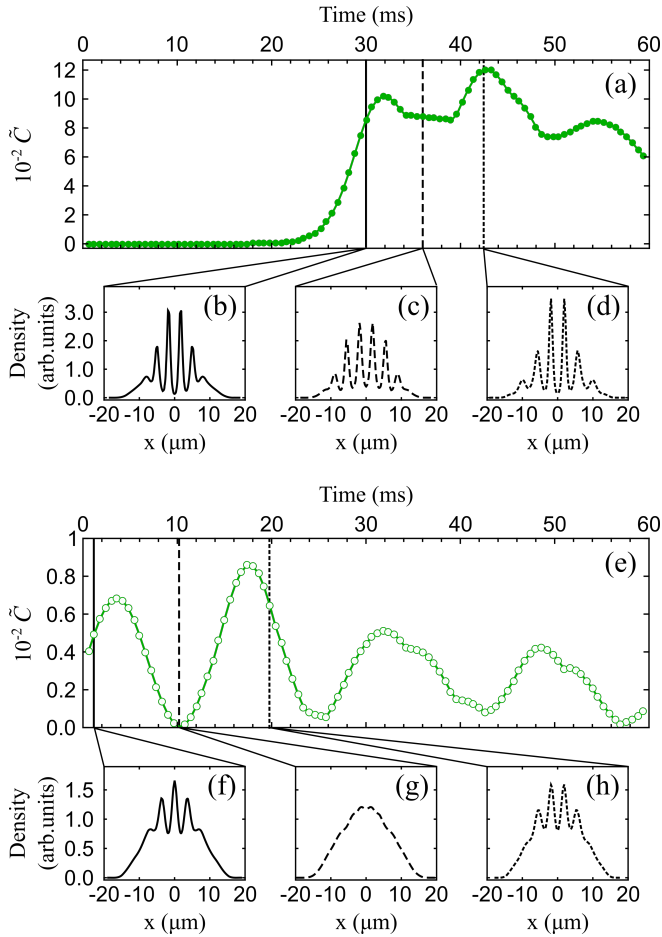 Time (ms)
0 10 20 30 40 50 60
12
10
8
6
4
2
0
10⁻² C̃
(a)
(b) (c) (d)
3.0
2.0
1.0
0.0
Density
(arb.units)
-20 -10 0 10 20 -20 -10 0 10 20 -20 -10 0 10 20
x (μm) x (μm) x (μm)
Time (ms)
0 10 20 30 40 50 60
1
0.8
0.6
0.4
0.2
0.0
10⁻² C̃
(e)
(f) (g) (h)
1.5
1.0
0.5
0.0
Density
(arb.units)
-20 -10 0 10 20 -20 -10 0 10 20 -20 -10 0 10 20
x (μm) x (μm) x (μm)